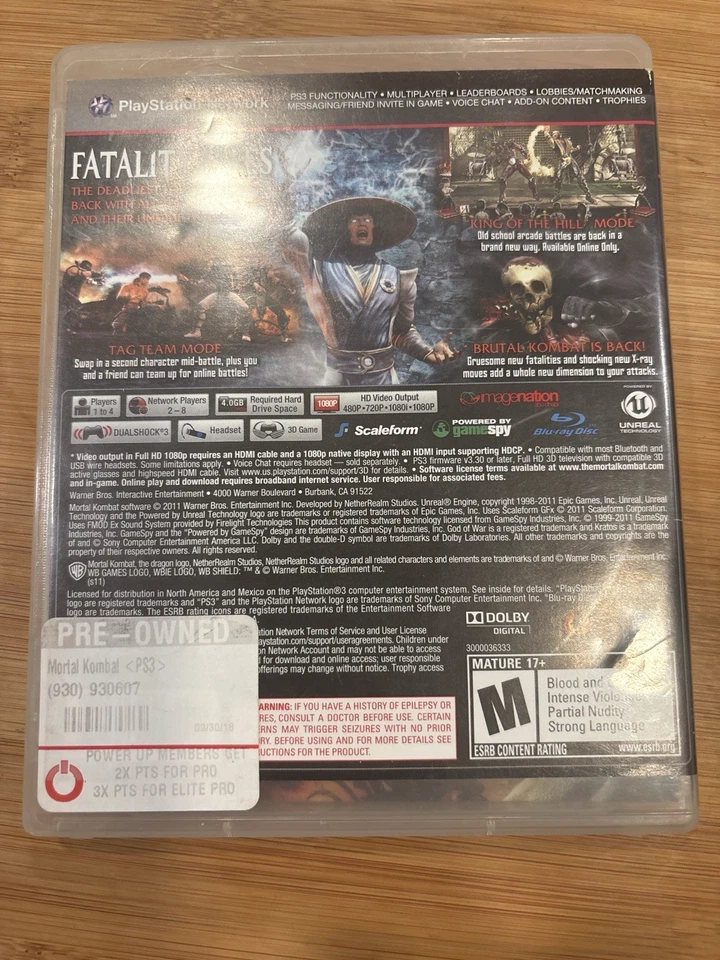 PlayStation Network
PS3 FUNCTIONALITY • MULTIPLAYER • LEADERBOARDS • LOBBIES/MATCHMAKING
MESSAGING/FRIEND INVITE IN GAME • VOICE CHAT • ADD-ON CONTENT • TROPHIES
FATALIT
THE DEADLIEST
BACK WITH
AND THEIR
KING OF THE HILL MODE
Old school arcade battles are back in a
brand new way. Available Online Only.
TAG TEAM MODE
Swap in a second character mid-battle, plus you
and a friend can team up for online battles!
BRUTAL KOMBAT IS BACK!
Gruesome new fatalities and shocking new X-ray
moves add a whole new dimension to your attacks.
Players
1 to 4
Network Players
2 – 8
4.0GB
Required Hard
Drive Space
1080P
HD Video Output
480P•720P•1080i•1080P
imagenation
POWERED BY
UNREAL
TECHNOLOGY
DUALSHOCK®3
Headset
3D Game
Scaleform™
POWERED BY
gamespy
Blu-ray Disc
* Video output in Full HD 1080p requires an HDMI cable and a 1080p native display with an HDMI input supporting HDCP. • Compatible with most Bluetooth and
USB wire headsets. Some limitations apply. • Voice Chat requires headset — sold separately. • PS3 firmware v3.30 or later, Full HD 3D television with compatible 3D
active glasses and highspeed HDMI cable. Visit www.us.playstation.com/support/3D for details. • Software license terms available at www.themortalkombat.com
and in-game. Online play and download requires broadband internet service. User responsible for associated fees.
Warner Bros. Interactive Entertainment • 4000 Warner Boulevard • Burbank, CA 91522
Mortal Kombat software © 2011 Warner Bros. Entertainment Inc. Developed by NetherRealm Studios. Unreal® Engine, copyright 1998-2011 Epic Games, Inc. Unreal, Unreal
Technology and the Powered by Unreal Technology logo are trademarks or registered trademarks of Epic Games, Inc. Uses Scaleform GFx © 2011 Scaleform Corporation.
Uses FMOD Ex Sound System provided by Firelight Technologies This product contains software technology licensed from GameSpy Industries, Inc. © 1999-2011 GameSpy
Industries, Inc. GameSpy and the "Powered by GameSpy" design are trademarks of GameSpy Industries, Inc. God of War is a registered trademark and Kratos is a trademark
of and © Sony Computer Entertainment America LLC. Dolby and the double-D symbol are trademarks of Dolby Laboratories. All other trademarks and copyrights are the
property of their respective owners. All rights reserved.
Mortal Kombat, the dragon logo, NetherRealm Studios, NetherRealm Studios logo and all related characters and elements are trademarks of and © Warner Bros. Entertainment Inc.
WB GAMES LOGO, WBIE LOGO, WB SHIELD: ™ & © Warner Bros. Entertainment Inc.
(s11)
Licensed for distribution in North America and Mexico on the PlayStation®3 computer entertainment system. See inside for details. "PlayStation"
logo are registered trademarks and "PS3" and the PlayStation Network logo are trademarks of Sony Computer Entertainment Inc. "Blu-ray Disc"
logo are trademarks. The ESRB rating icons are registered trademarks of the Entertainment Software
ation Network Terms of Service and User License
aystation.com/support/useragreements. Children under
on Network Account and may not be able to access
d for download and online access; user responsible
offerings may change without notice. Trophy access
DOLBY
DIGITAL
3000036333
PRE-OWNED
Mortal Kombat <PS3>
(930) 930607
03/30/16
POWER UP MEMBERS GET
2X PTS FOR PRO
3X PTS FOR ELITE PRO
ARNING: IF YOU HAVE A HISTORY OF EPILEPSY OR
RES, CONSULT A DOCTOR BEFORE USE. CERTAIN
ERNS MAY TRIGGER SEIZURES WITH NO PRIOR
RY. BEFORE USING AND FOR MORE DETAILS SEE
UCTIONS FOR THE PRODUCT.
MATURE 17+
M
Blood and
Intense Violence
Partial Nudity
Strong Language
ESRB CONTENT RATING
www.esrb.org